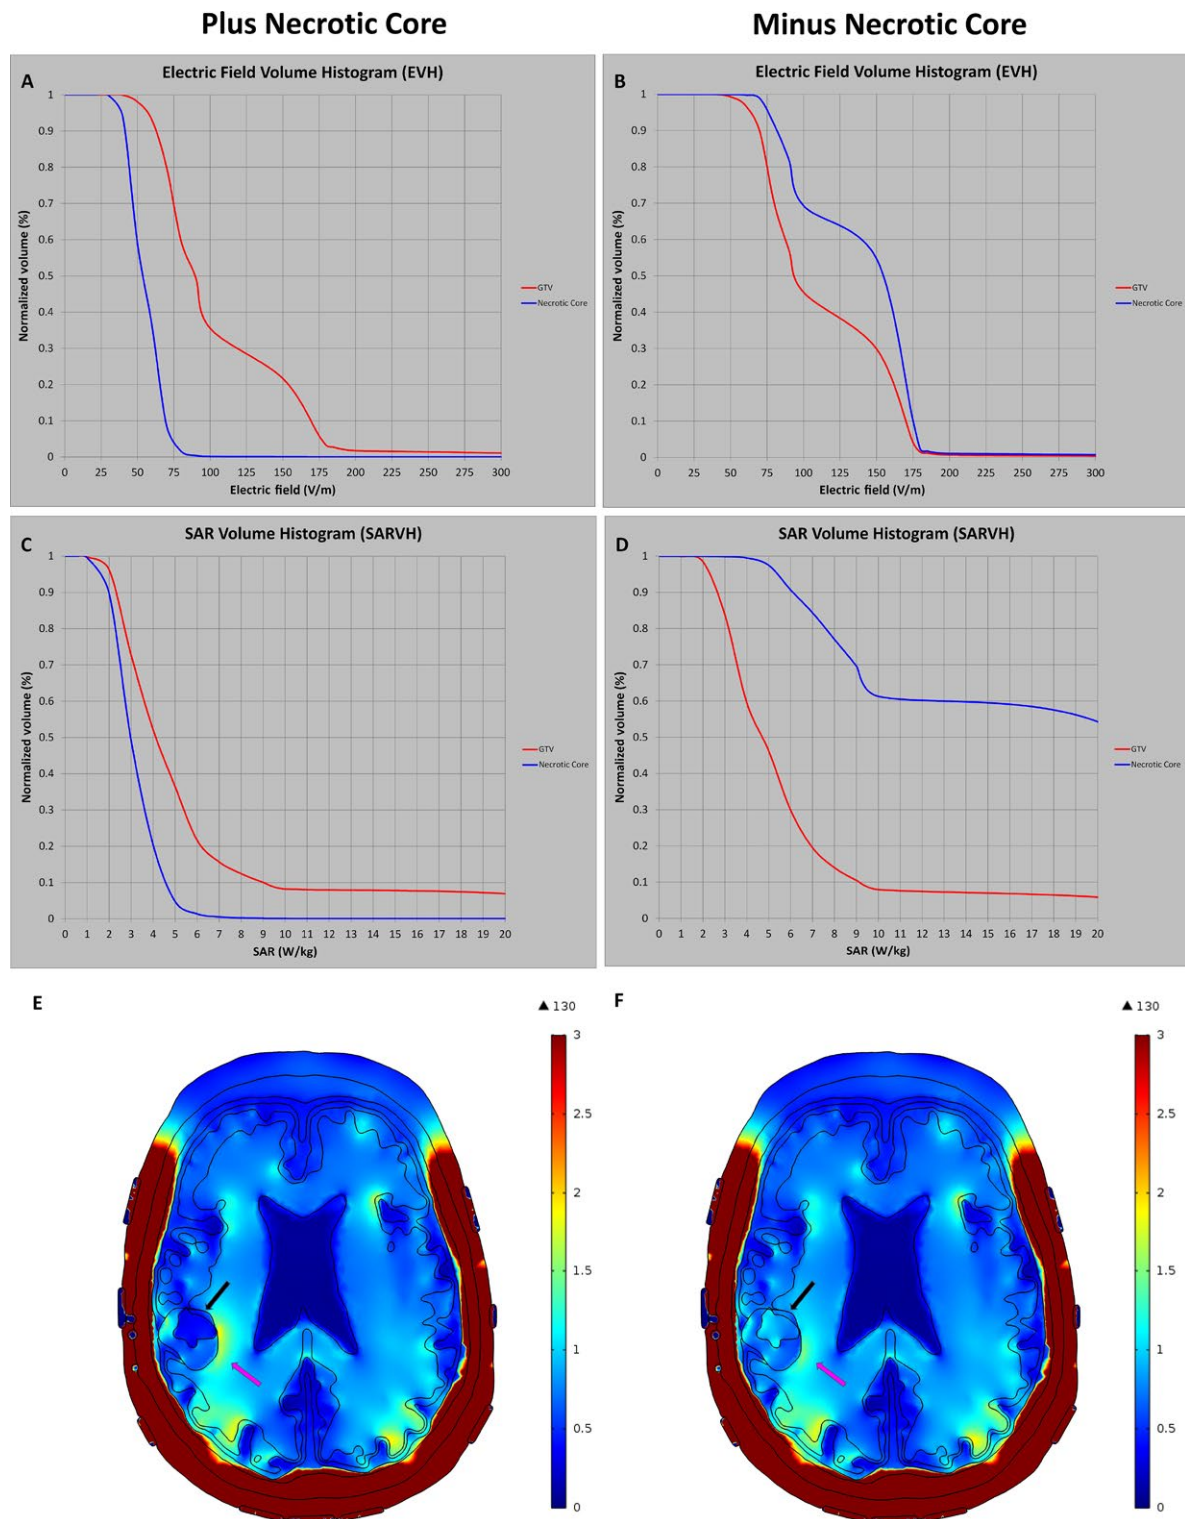 Plus Necrotic Core
Minus Necrotic Core
A
Electric Field Volume Histogram (EVH)
Normalized volume (%)
1
0.9
0.8
0.7
0.6
0.5
0.4
0.3
0.2
0.1
0
0 25 50 75 100 125 150 175 200 225 250 275 300
Electric field (V/m)
GTV
Necrotic Core
B
Electric Field Volume Histogram (EVH)
Normalized volume (%)
1
0.9
0.8
0.7
0.6
0.5
0.4
0.3
0.2
0.1
0
0 25 50 75 100 125 150 175 200 225 250 275 300
Electric field (V/m)
GTV
Necrotic Core
C
SAR Volume Histogram (SARVH)
Normalized volume (%)
1
0.9
0.8
0.7
0.6
0.5
0.4
0.3
0.2
0.1
0
0 1 2 3 4 5 6 7 8 9 10 11 12 13 14 15 16 17 18 19 20
SAR (W/kg)
GTV
Necrotic Core
D
SAR Volume Histogram (SARVH)
Normalized volume (%)
1
0.9
0.8
0.7
0.6
0.5
0.4
0.3
0.2
0.1
0
0 1 2 3 4 5 6 7 8 9 10 11 12 13 14 15 16 17 18 19 20
SAR (W/kg)
GTV
Necrotic Core
E
▲ 130
3
2.5
2
1.5
1
0.5
0
F
▲ 130
3
2.5
2
1.5
1
0.5
0